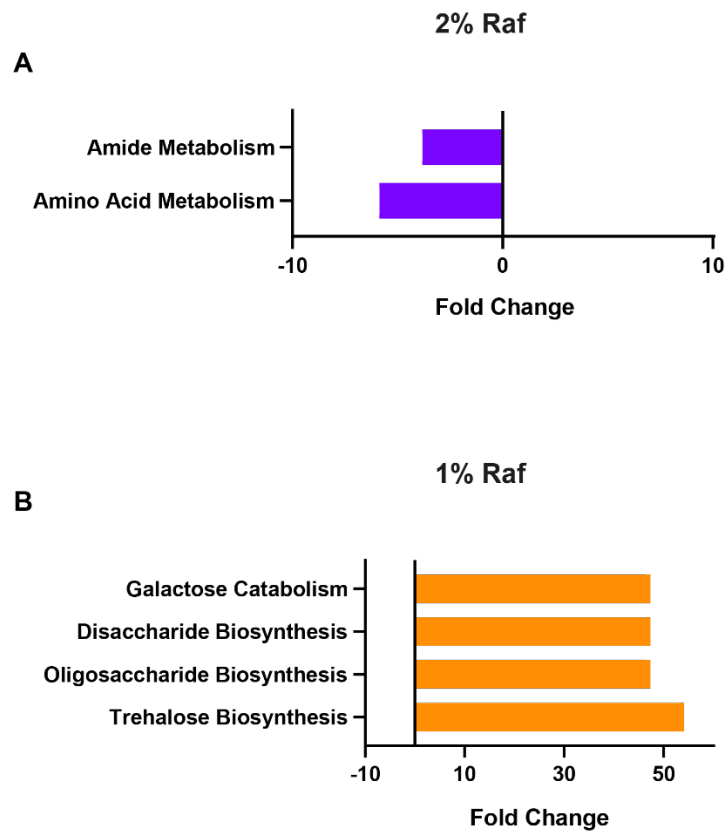 2% Raf
A
Amide Metabolism
Amino Acid Metabolism
-10 0 10
Fold Change
1% Raf
B
Galactose Catabolism
Disaccharide Biosynthesis
Oligosaccharide Biosynthesis
Trehalose Biosynthesis
-10 10 30 50
Fold Change